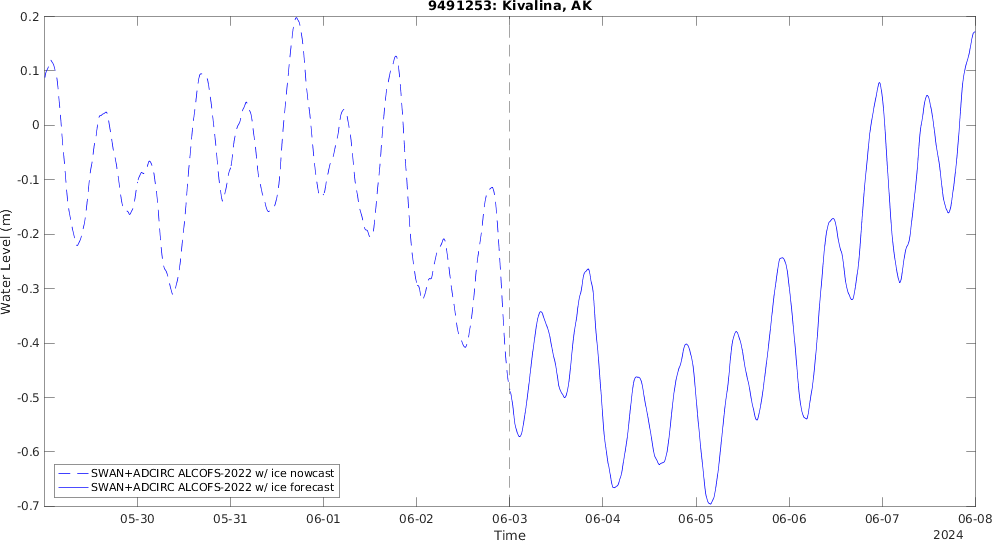 9491253: Kivalina, AK
0.2
0.1
0
-0.1
-0.2
-0.3
-0.4
-0.5
-0.6
-0.7
Water Level (m)
SWAN+ADCIRC ALCOFS-2022 w/ ice nowcast
SWAN+ADCIRC ALCOFS-2022 w/ ice forecast
05-30 05-31 06-01 06-02 06-03 06-04 06-05 06-06 06-07 06-08
Time
2024